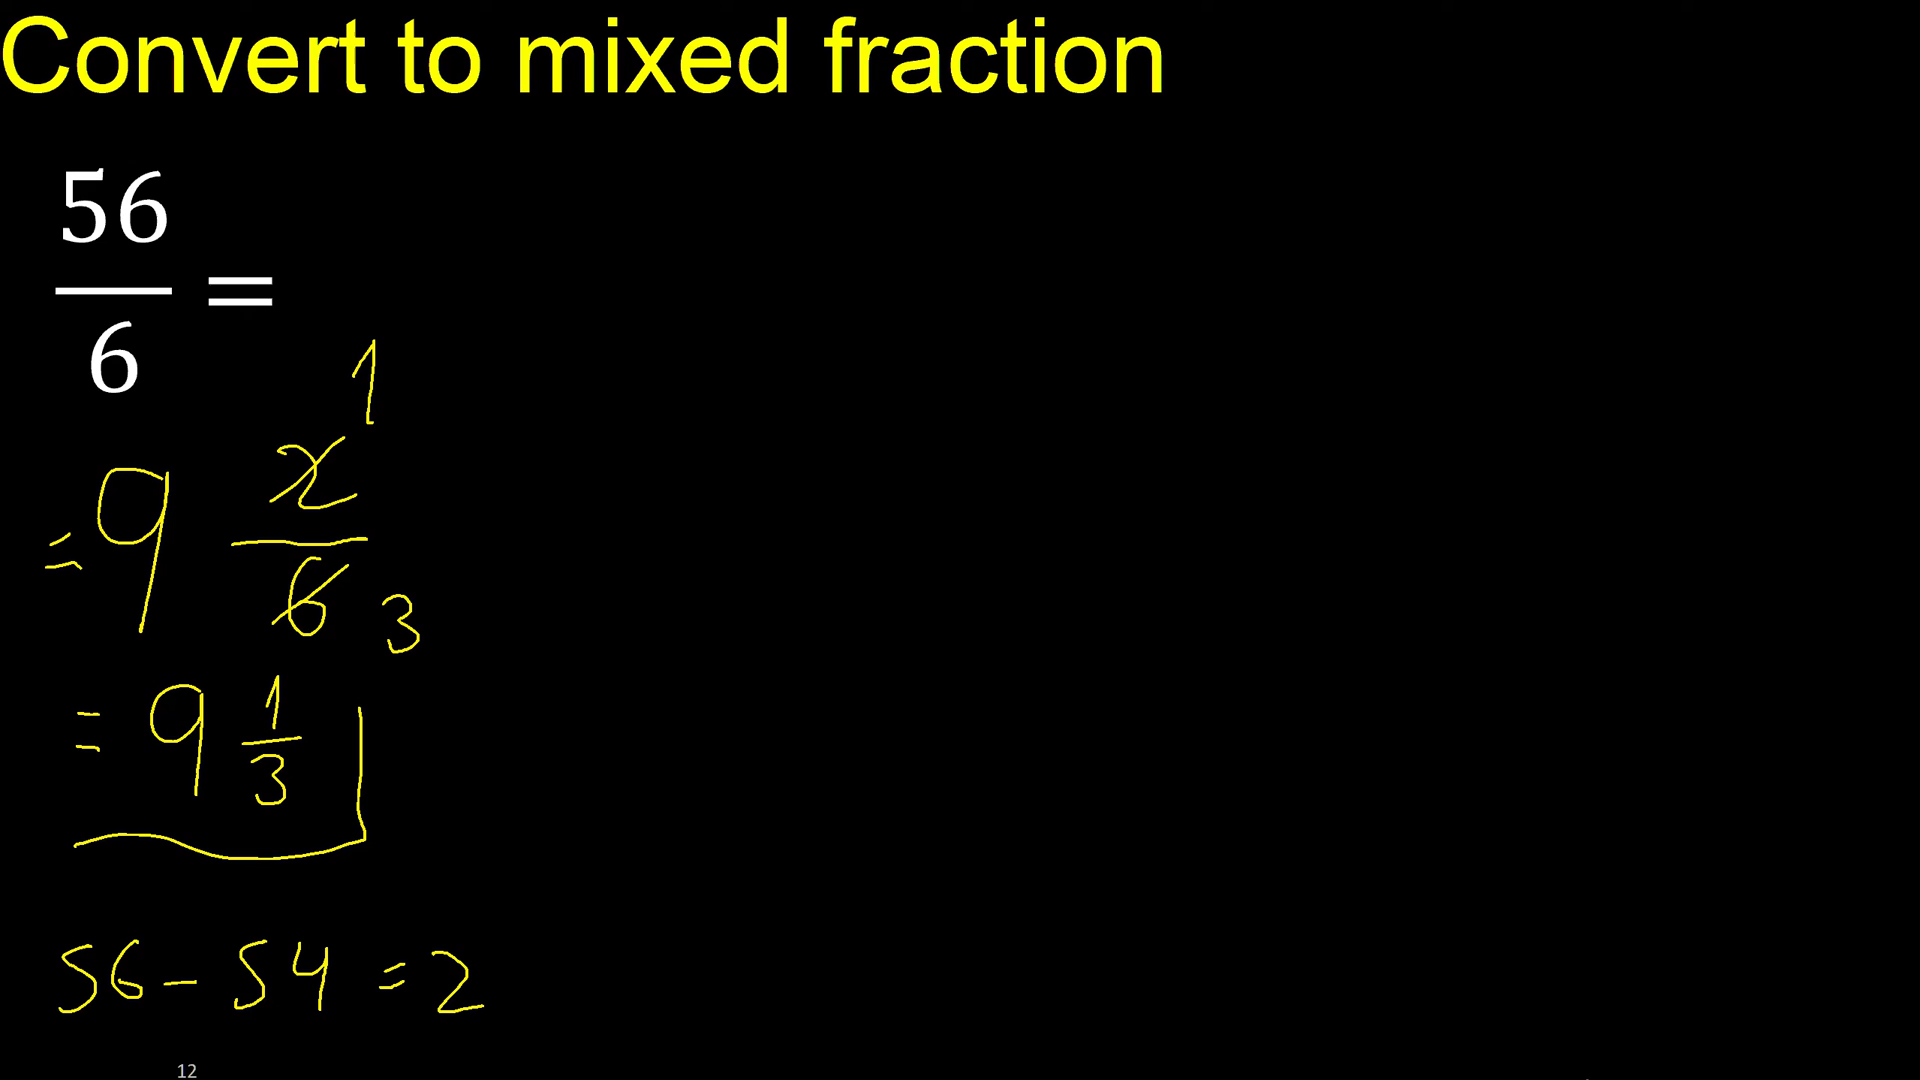 Convert to mixed fraction
56/6 =
= 9 2/6 1 3
= 9 1/3
56 - 54 = 2
12